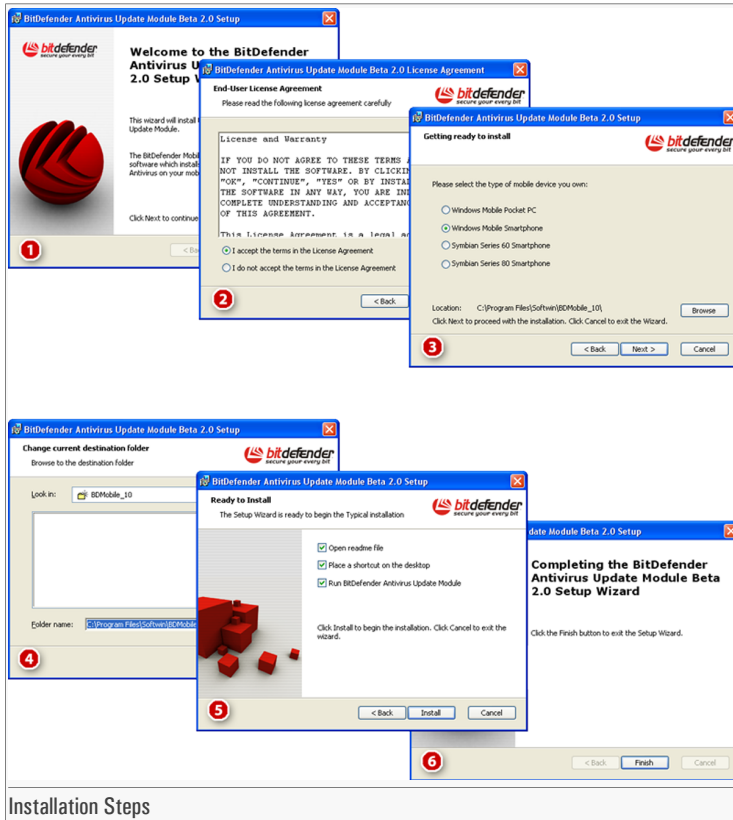 BitDefender Antivirus Update Module Beta 2.0 Setup
bitdefender
secure your every bit
Welcome to the BitDefender
Antivirus U
2.0 Setup
This wizard will install
Update Module.
The BitDefender Mobil
software which installs
Antivirus on your mob
Click Next to continue
< Ba
1
BitDefender Antivirus Update Module Beta 2.0 License Agreement
End-User License Agreement
Please read the following license agreement carefully
bitdefender
secure your every bit
License and Warranty
IF YOU DO NOT AGREE TO THESE TERMS A
NOT INSTALL THE SOFTWARE. BY CLICKIN
"OK", "CONTINUE", "YES" OR BY INSTAL
THE SOFTWARE IN ANY WAY, YOU ARE IND
COMPLETE UNDERSTANDING AND ACCEPTANC
OF THIS AGREEMENT.
This License Agreement is a legal ag
I accept the terms in the License Agreement
I do not accept the terms in the License Agreement
< Back
2
BitDefender Antivirus Update Module Beta 2.0 Setup
Getting ready to install
bitdefender
secure your every bit
Please select the type of mobile device you own:
Windows Mobile Pocket PC
Windows Mobile Smartphone
Symbian Series 60 Smartphone
Symbian Series 80 Smartphone
Location: C:\Program Files\Softwin\BDMobile_10\
Browse
Click Next to proceed with the installation. Click Cancel to exit the Wizard.
3
< Back Next > Cancel
BitDefender Antivirus Update Module Beta 2.0 Setup
Change current destination folder
Browse to the destination folder
bitdefender
secure your every bit
Look in: BDMobile_10
Folder name: C:\Program Files\Softwin\BDMobile
4
BitDefender Antivirus Update Module Beta 2.0 Setup
Ready to Install
The Setup Wizard is ready to begin the Typical installation
bitdefender
secure your every bit
Open readme file
Place a shortcut on the desktop
Run BitDefender Antivirus Update Module
Click Install to begin the installation. Click Cancel to exit the
wizard.
5
< Back Install Cancel
date Module Beta 2.0 Setup
Completing the BitDefender
Antivirus Update Module Beta
2.0 Setup Wizard
Click the Finish button to exit the Setup Wizard.
6
< Back Finish Cancel
Installation Steps